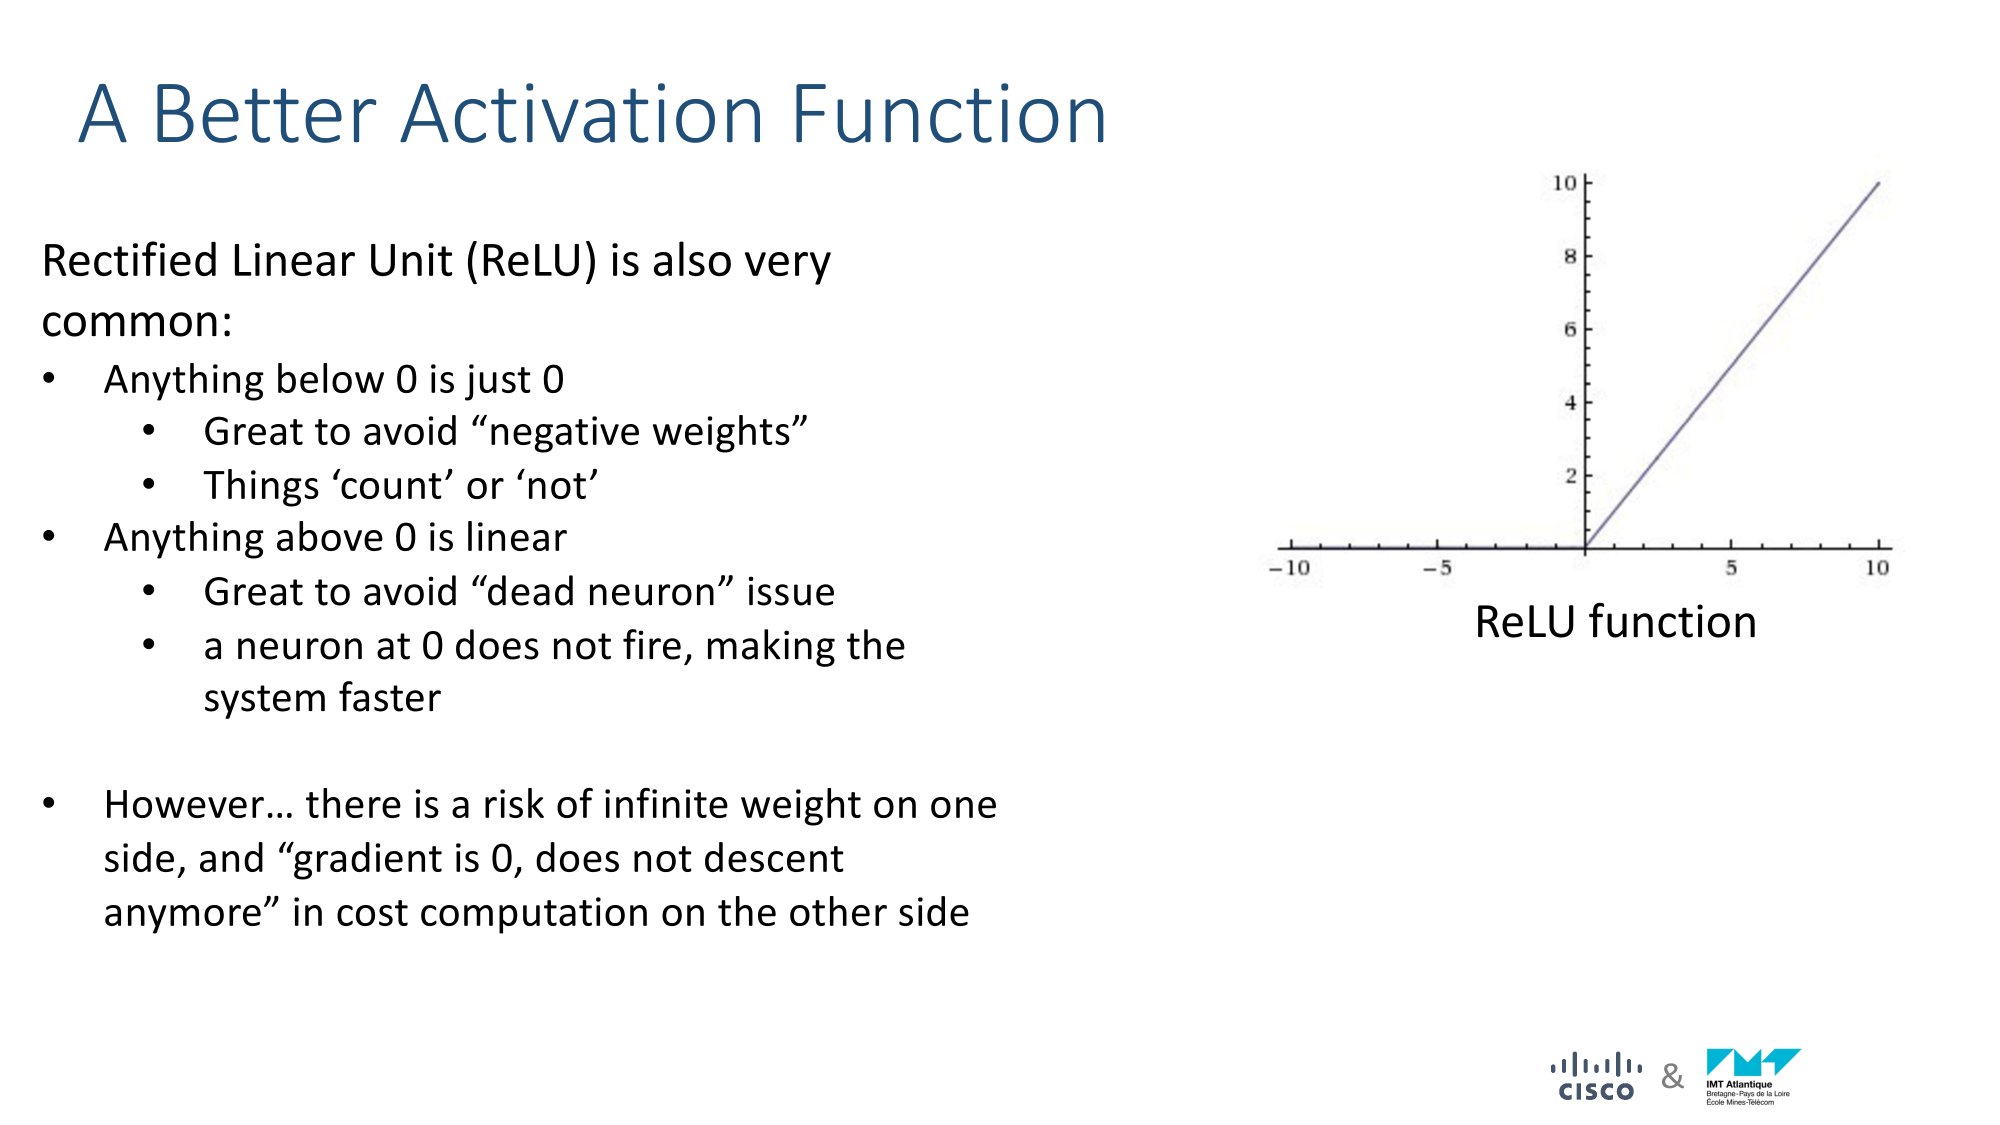 A Better Activation Function
Rectified Linear Unit (ReLU) is also very
common:
• Anything below 0 is just 0
• Great to avoid “negative weights”
• Things ‘count’ or ‘not’
• Anything above 0 is linear
• Great to avoid “dead neuron” issue
• a neuron at 0 does not fire, making the
system faster
• However… there is a risk of infinite weight on one
side, and “gradient is 0, does not descent
anymore” in cost computation on the other side
10
8
6
4
2
−10 −5 5 10
ReLU function
CISCO & IMT Atlantique
Bretagne-Pays de la Loire
École Mines-Télécom